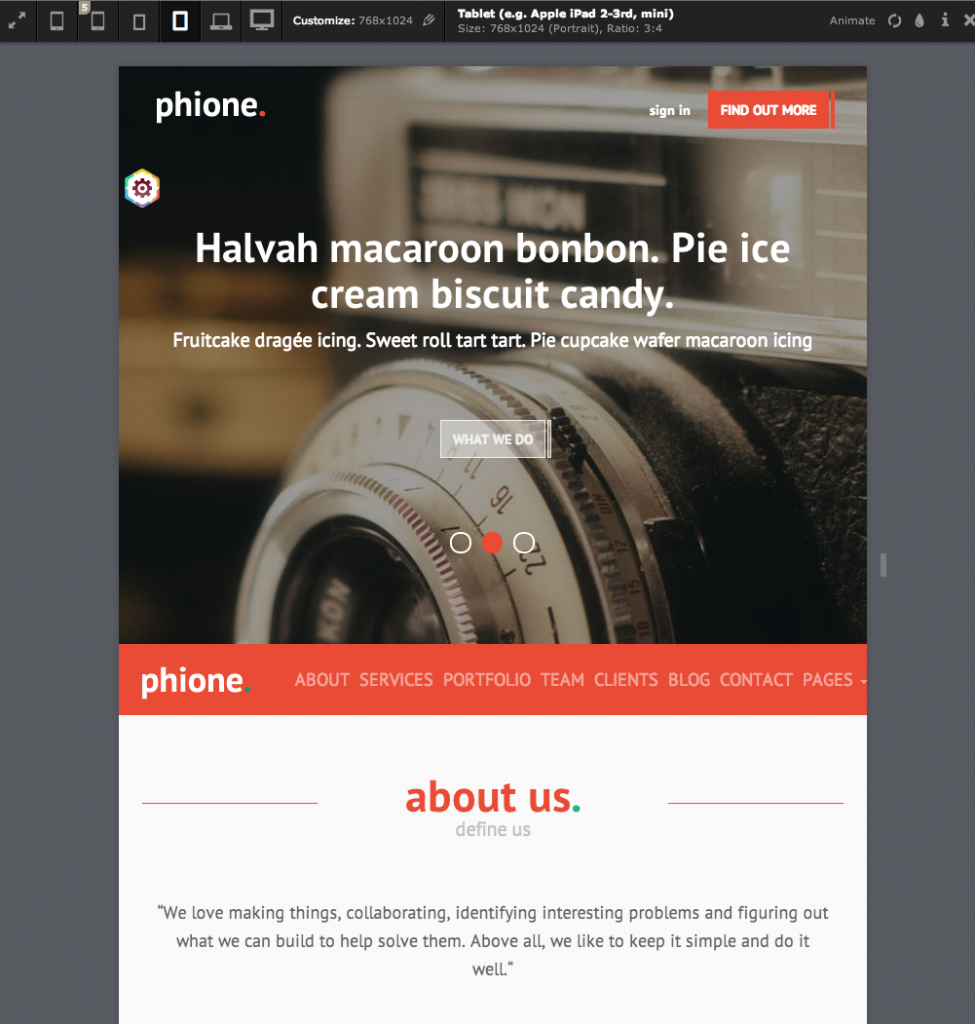 5
Customize: 768x1024
Tablet (e.g. Apple iPad 2-3rd, mini)
Size: 768x1024 (Portrait), Ratio: 3:4
Animate
phione.
sign in
FIND OUT MORE
IKON
Halvah macaroon bonbon. Pie ice
cream biscuit candy.
Fruitcake dragée icing. Sweet roll tart tart. Pie cupcake wafer macaroon icing
WHAT WE DO
11
16
22
phione.
ABOUT SERVICES PORTFOLIO TEAM CLIENTS BLOG CONTACT PAGES
about us.
define us
“We love making things, collaborating, identifying interesting problems and figuring out
what we can build to help solve them. Above all, we like to keep it simple and do it
well.“